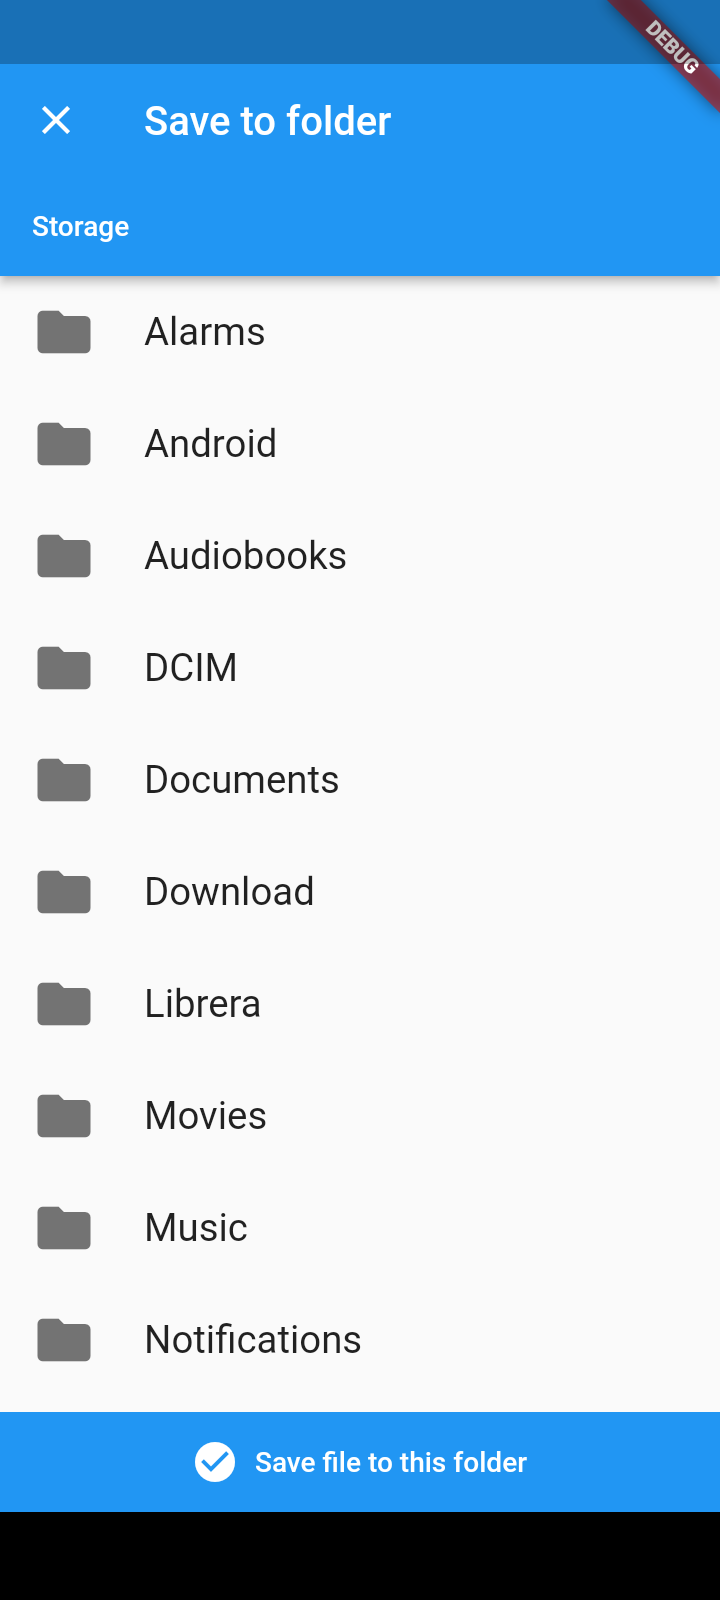 DEBUG
Save to folder
Storage
Alarms
Android
Audiobooks
DCIM
Documents
Download
Librera
Movies
Music
Notifications
Save file to this folder